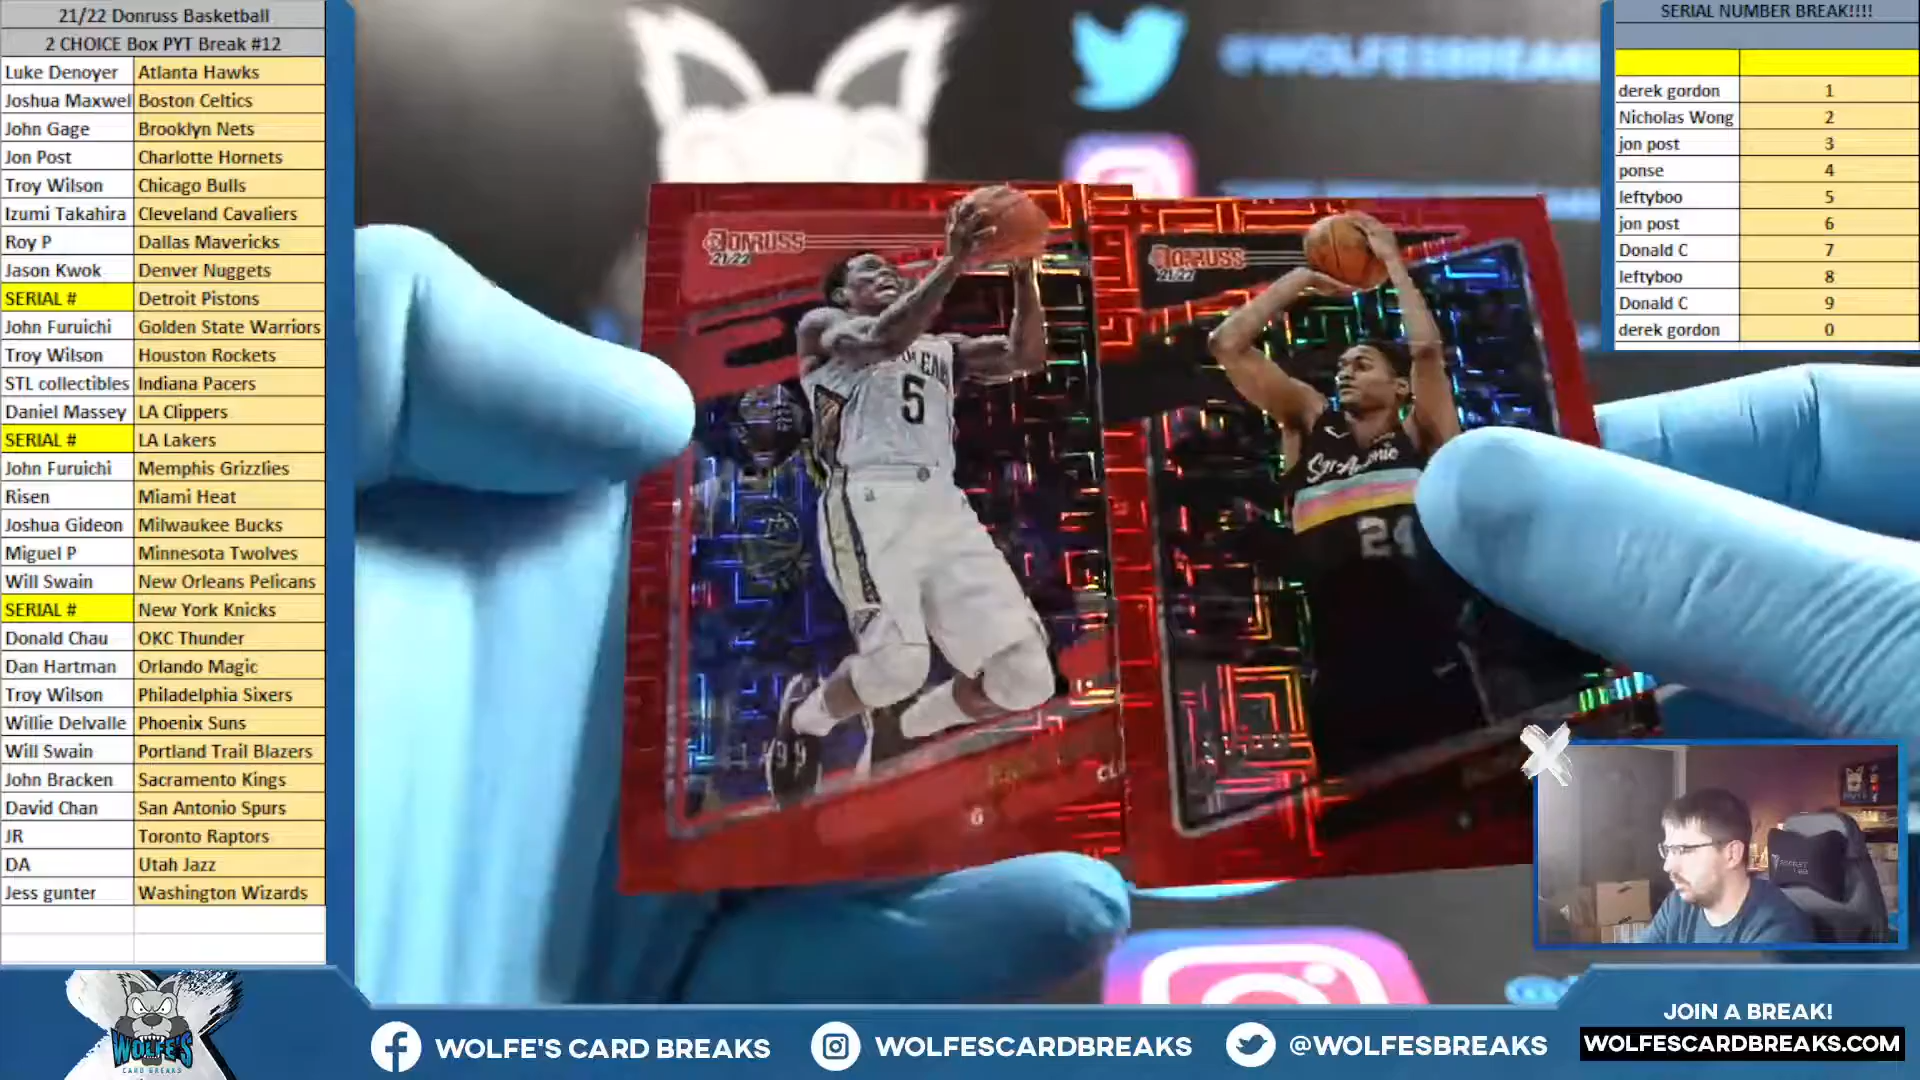 21/22 Donruss Basketball
2 CHOICE Box PYT Break #12
Luke Denoyer Atlanta Hawks
Joshua Maxwel Boston Celtics
John Gage Brooklyn Nets
Jon Post Charlotte Hornets
Troy Wilson Chicago Bulls
Izumi Takahira Cleveland Cavaliers
Roy P Dallas Mavericks
Jason Kwok Denver Nuggets
SERIAL # Detroit Pistons
John Furuichi Golden State Warriors
Troy Wilson Houston Rockets
STL collectibles Indiana Pacers
Daniel Massey LA Clippers
SERIAL # LA Lakers
John Furuichi Memphis Grizzlies
Risen Miami Heat
Joshua Gideon Milwaukee Bucks
Miguel P Minnesota Twolves
Will Swain New Orleans Pelicans
SERIAL # New York Knicks
Donald Chau OKC Thunder
Dan Hartman Orlando Magic
Troy Wilson Philadelphia Sixers
Willie Delvalle Phoenix Suns
Will Swain Portland Trail Blazers
John Bracken Sacramento Kings
David Chan San Antonio Spurs
JR Toronto Raptors
DA Utah Jazz
Jess gunter Washington Wizards
@WOLFESBREAKS
DONRUSS
21/22
5
DONRUSS
21/22
San Antonio
24
SERIAL NUMBER BREAK!!!!
derek gordon 1
Nicholas Wong 2
jon post 3
ponse 4
leftyboo 5
jon post 6
Donald C 7
leftyboo 8
Donald C 9
derek gordon 0
WOLFE'S
CARD BREAKS
WOLFE'S CARD BREAKS
WOLFESCARDBREAKS
@WOLFESBREAKS
JOIN A BREAK!
WOLFESCARDBREAKS.COM